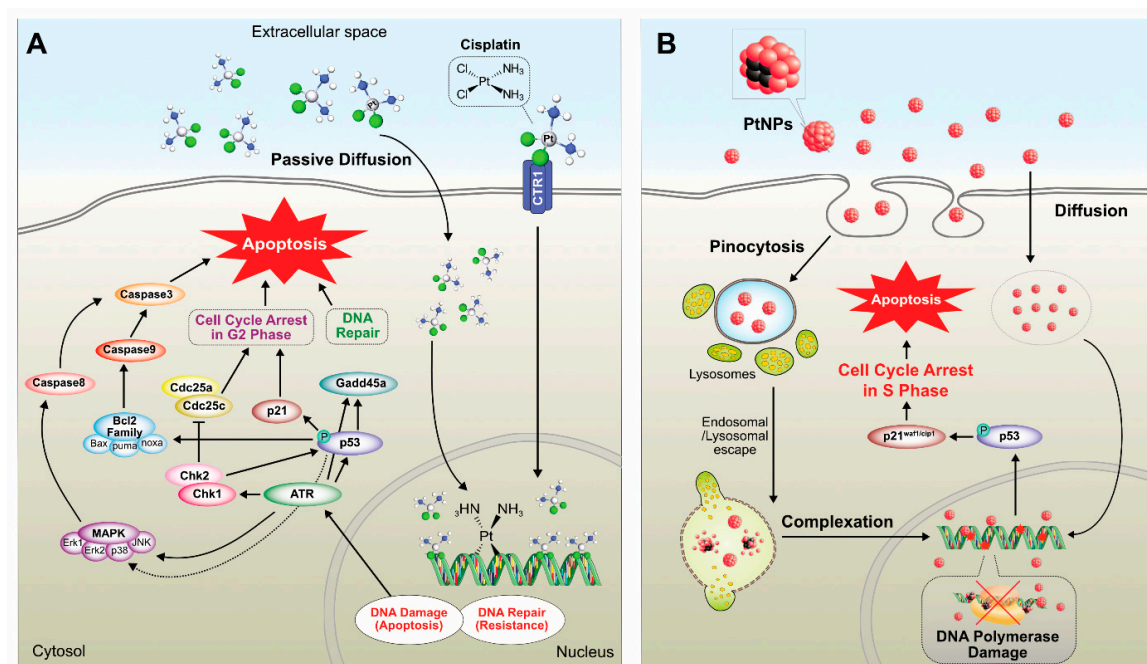 A
Extracellular space
Cisplatin
Cl
NH3
Pt
Cl
NH3
Pt
Pt
Passive Diffusion
CTR1
Apoptosis
Caspase3
Cell Cycle Arrest
in G2 Phase
DNA
Repair
Caspase9
Caspase8
Cdc25a
Cdc25c
Gadd45a
p21
Bcl2
Family
Bax
puma
noxa
P
p53
Chk2
Chk1
ATR
MAPK
Erk1
Erk2
p38
JNK
3HN
NH3
Pt
DNA Damage
(Apoptosis)
DNA Repair
(Resistance)
Cytosol
Nucleus
B
PtNPs
Diffusion
Pinocytosis
Apoptosis
Lysosomes
Cell Cycle Arrest
in S Phase
Endosomal
/Lysosomal
escape
p21waf1/cip1
P
p53
Complexation
DNA Polymerase
Damage